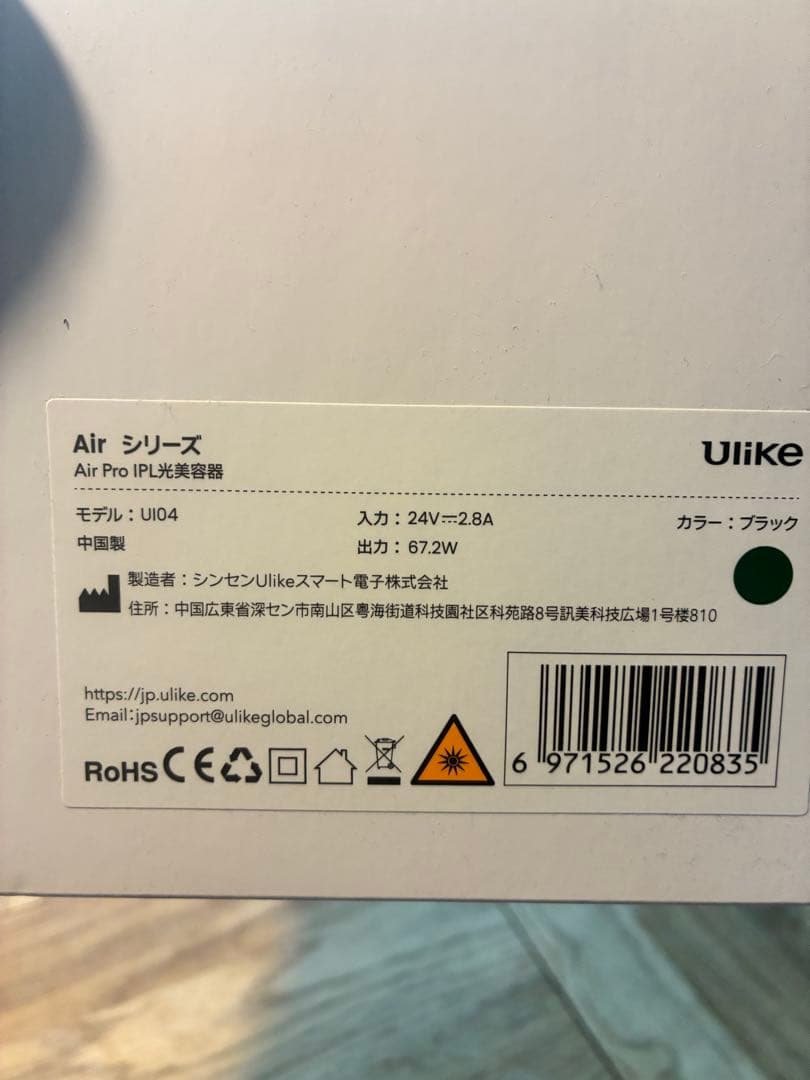 Air シリーズ
Air Pro IPL光美容器
Ulike
モデル：UI04
入力：24V⎓2.8A
カラー：ブラック
中国製
出力：67.2W
製造者：シンセンUlikeスマート電子株式会社
住所：中国広東省深セン市南山区粤海街道科技園社区科苑路8号訊美科技広場1号楼810
https://jp.ulike.com
Email:jpsupport@ulikeglobal.com
RoHS CE
6 971526 220835